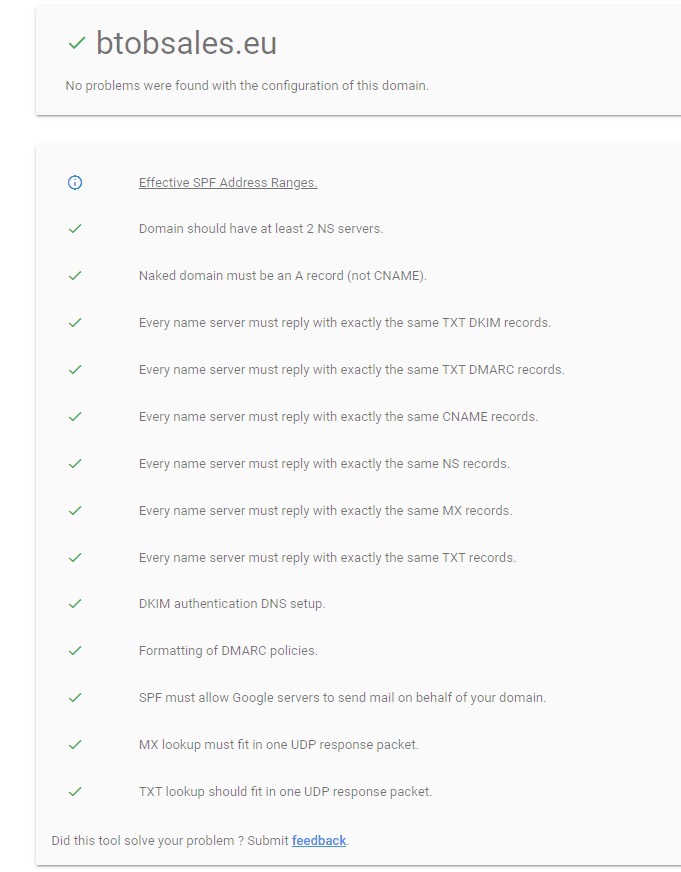 btobsales.eu
No problems were found with the configuration of this domain.
Effective SPF Address Ranges.
Domain should have at least 2 NS servers.
Naked domain must be an A record (not CNAME).
Every name server must reply with exactly the same TXT DKIM records.
Every name server must reply with exactly the same TXT DMARC records.
Every name server must reply with exactly the same CNAME records.
Every name server must reply with exactly the same NS records.
Every name server must reply with exactly the same MX records.
Every name server must reply with exactly the same TXT records.
DKIM authentication DNS setup.
Formatting of DMARC policies.
SPF must allow Google servers to send mail on behalf of your domain.
MX lookup must fit in one UDP response packet.
TXT lookup should fit in one UDP response packet.
Did this tool solve your problem ? Submit feedback.